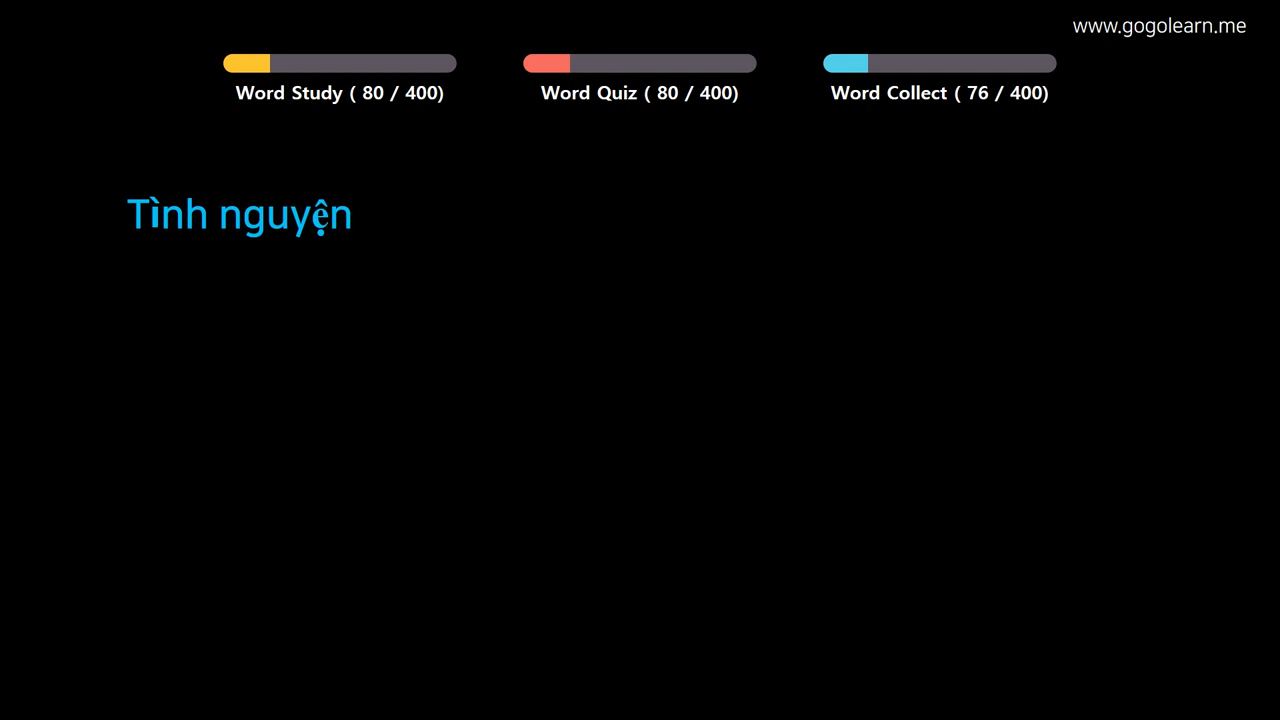 www.gogolearn.me
Word Study ( 80 / 400)
Word Quiz ( 80 / 400)
Word Collect ( 76 / 400)
Tình nguyện